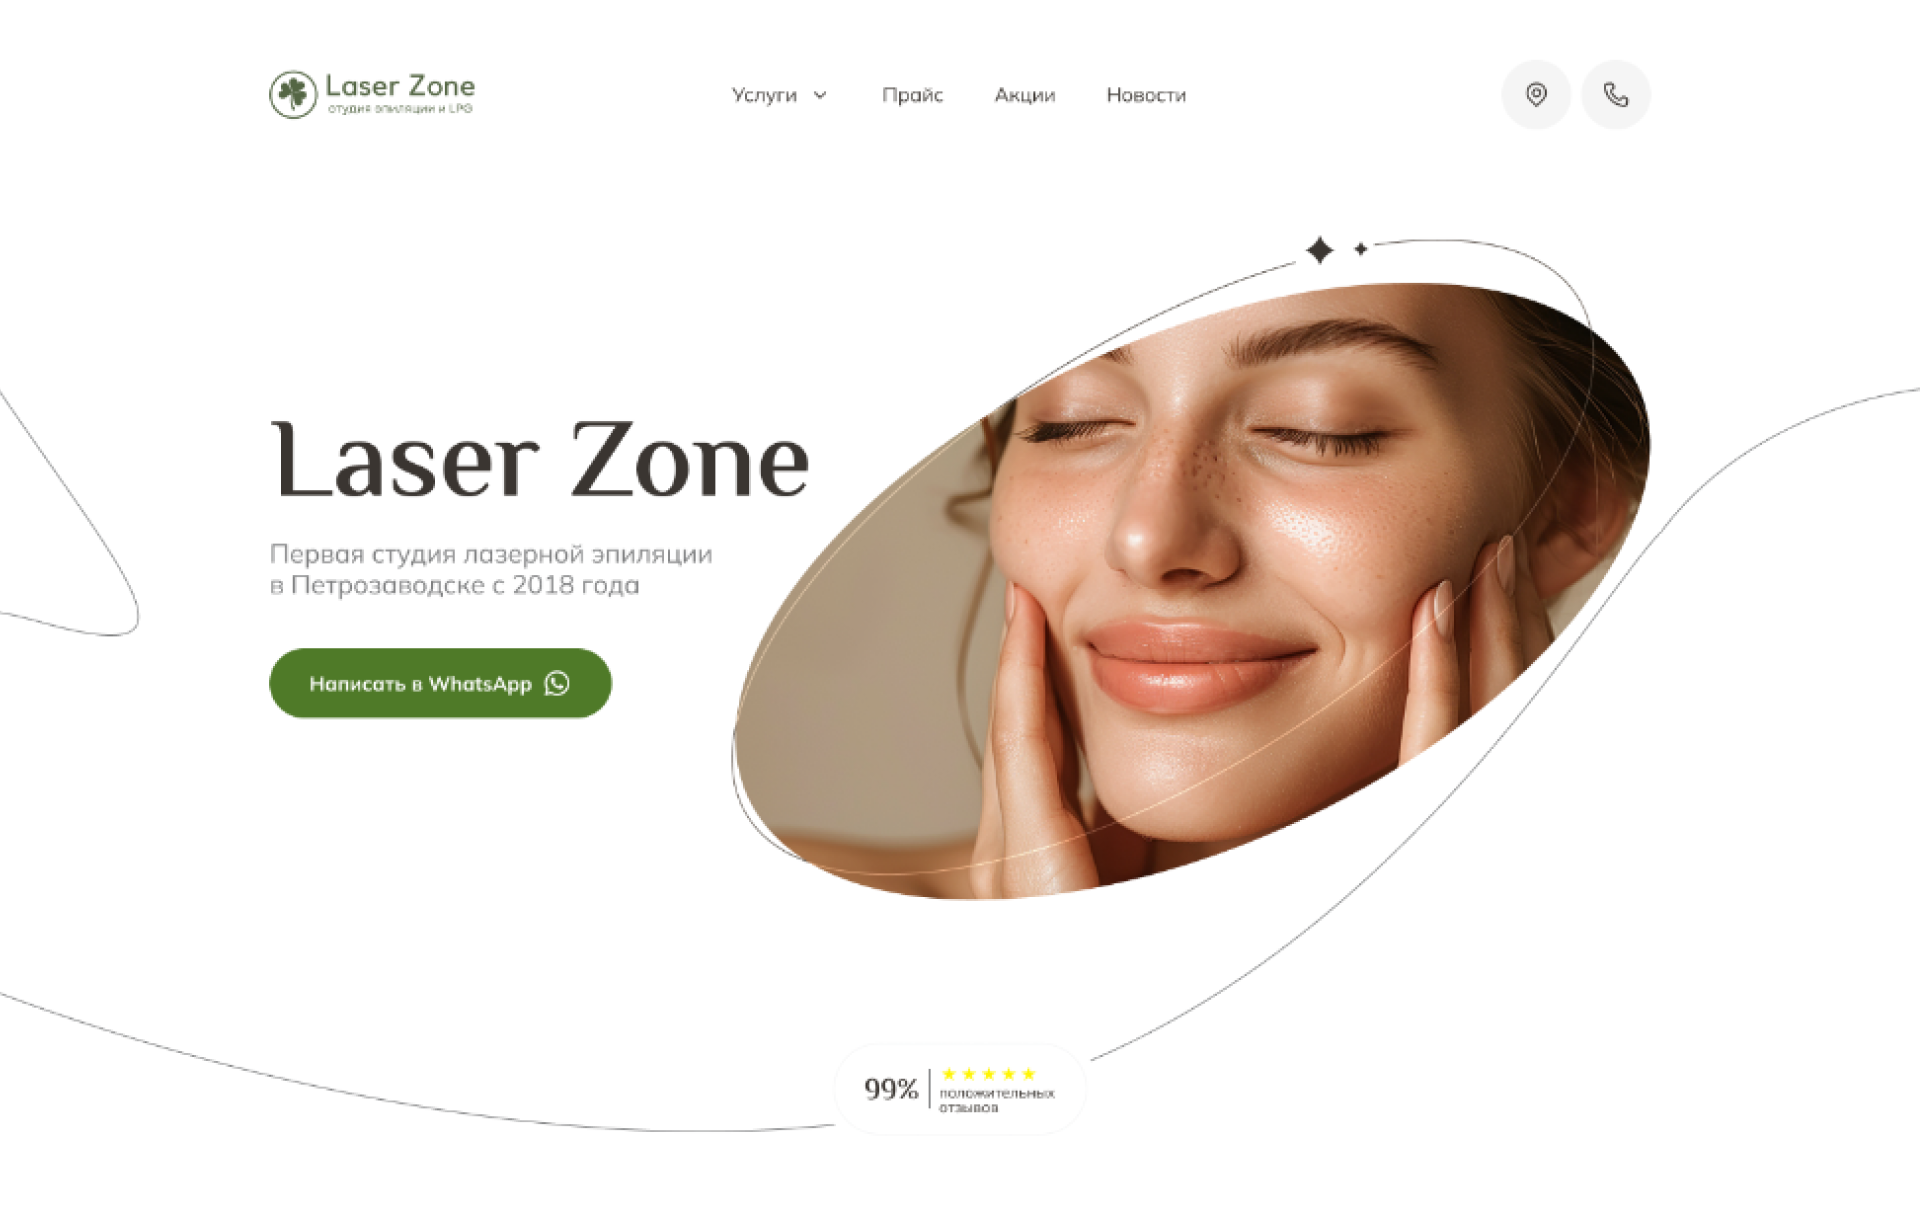 Laser Zone
студия эпиляции и LPG
Услуги
Прайс
Акции
Новости
Laser Zone
Первая студия лазерной эпиляции
в Петрозаводске с 2018 года
Написать в WhatsApp
99%
положительных
отзывов